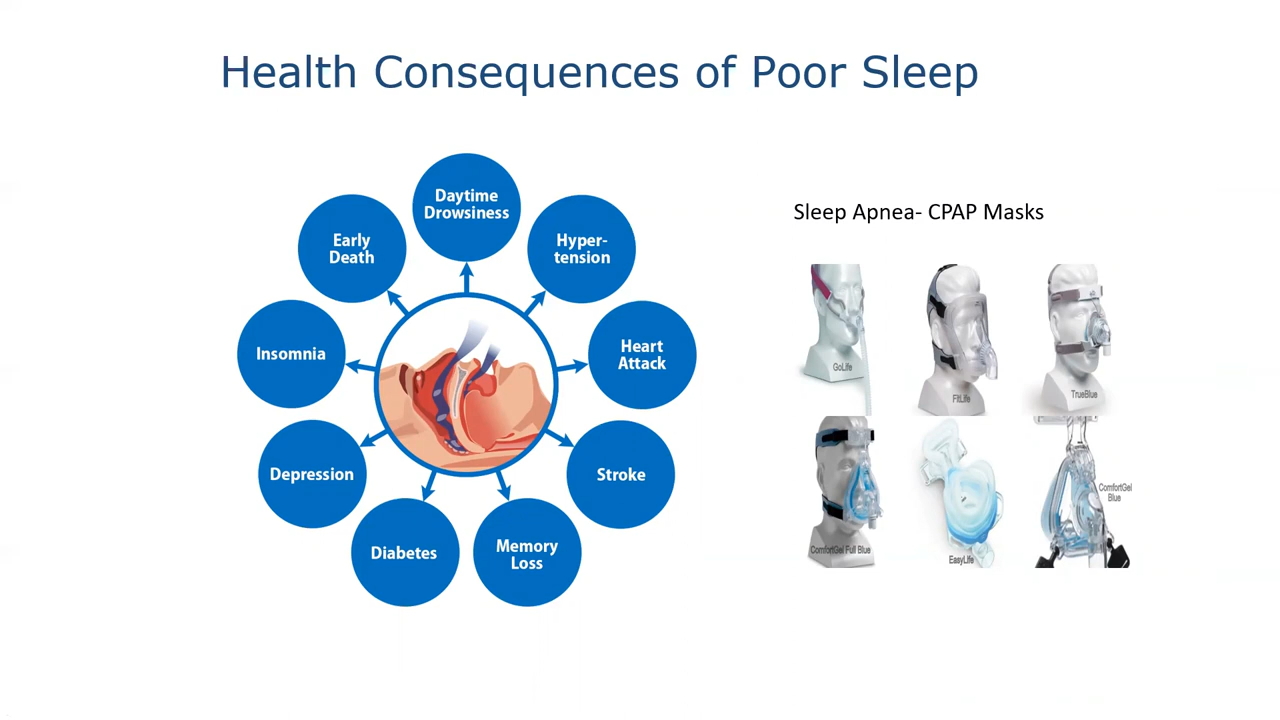 Health Consequences of Poor Sleep
Daytime
Drowsiness
Early
Death
Hyper-
tension
Insomnia
Heart
Attack
Depression
Stroke
Diabetes
Memory
Loss
Sleep Apnea- CPAP Masks
GoLife
FitLife
TrueBlue
ComfortGel Full Blue
EasyLife
ComfortGel
Blue